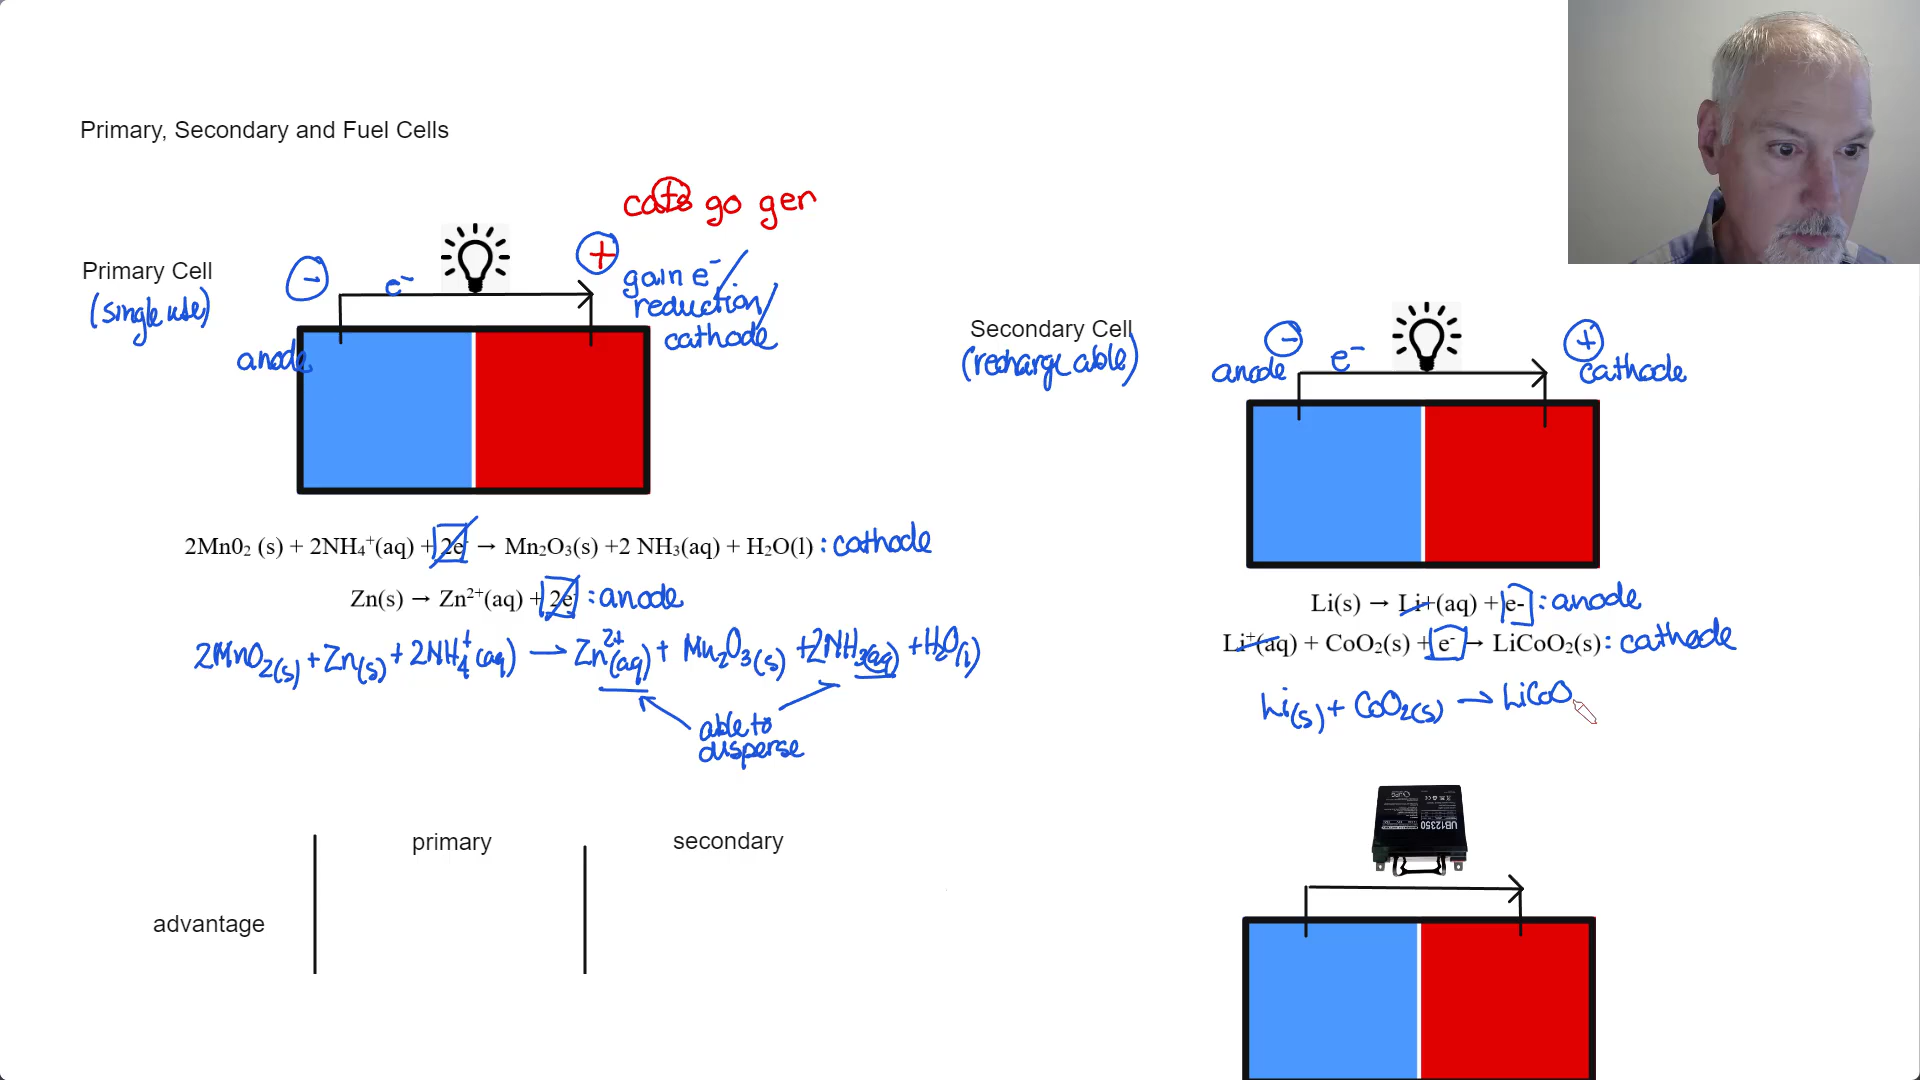 Primary, Secondary and Fuel Cells
cats go gen
+
Primary Cell
(single use)
-
e⁻
+
gain e⁻/
reduction/
cathode
anode
2Mn0₂ (s) + 2NH₄⁺(aq) + 2e → Mn₂O₃(s) +2 NH₃(aq) + H₂O(l) : cathode
Zn(s) → Zn²⁺(aq) + 2e : anode
2MnO₂(s) + Zn(s) + 2NH₄⁺(aq) → Zn²⁺(aq) + Mn₂O₃(s) + 2NH₃(aq) + H₂O(l)
able to
disperse
primary
secondary
advantage
Secondary Cell
(rechargeable)
-
anode
e⁻
+
cathode
Li(s) → Li+(aq) + e- : anode
Li⁺(aq) + CoO₂(s) + e⁻ → LiCoO₂(s) : cathode
Li(s) + CoO₂(s) → LiCoO
UB12350